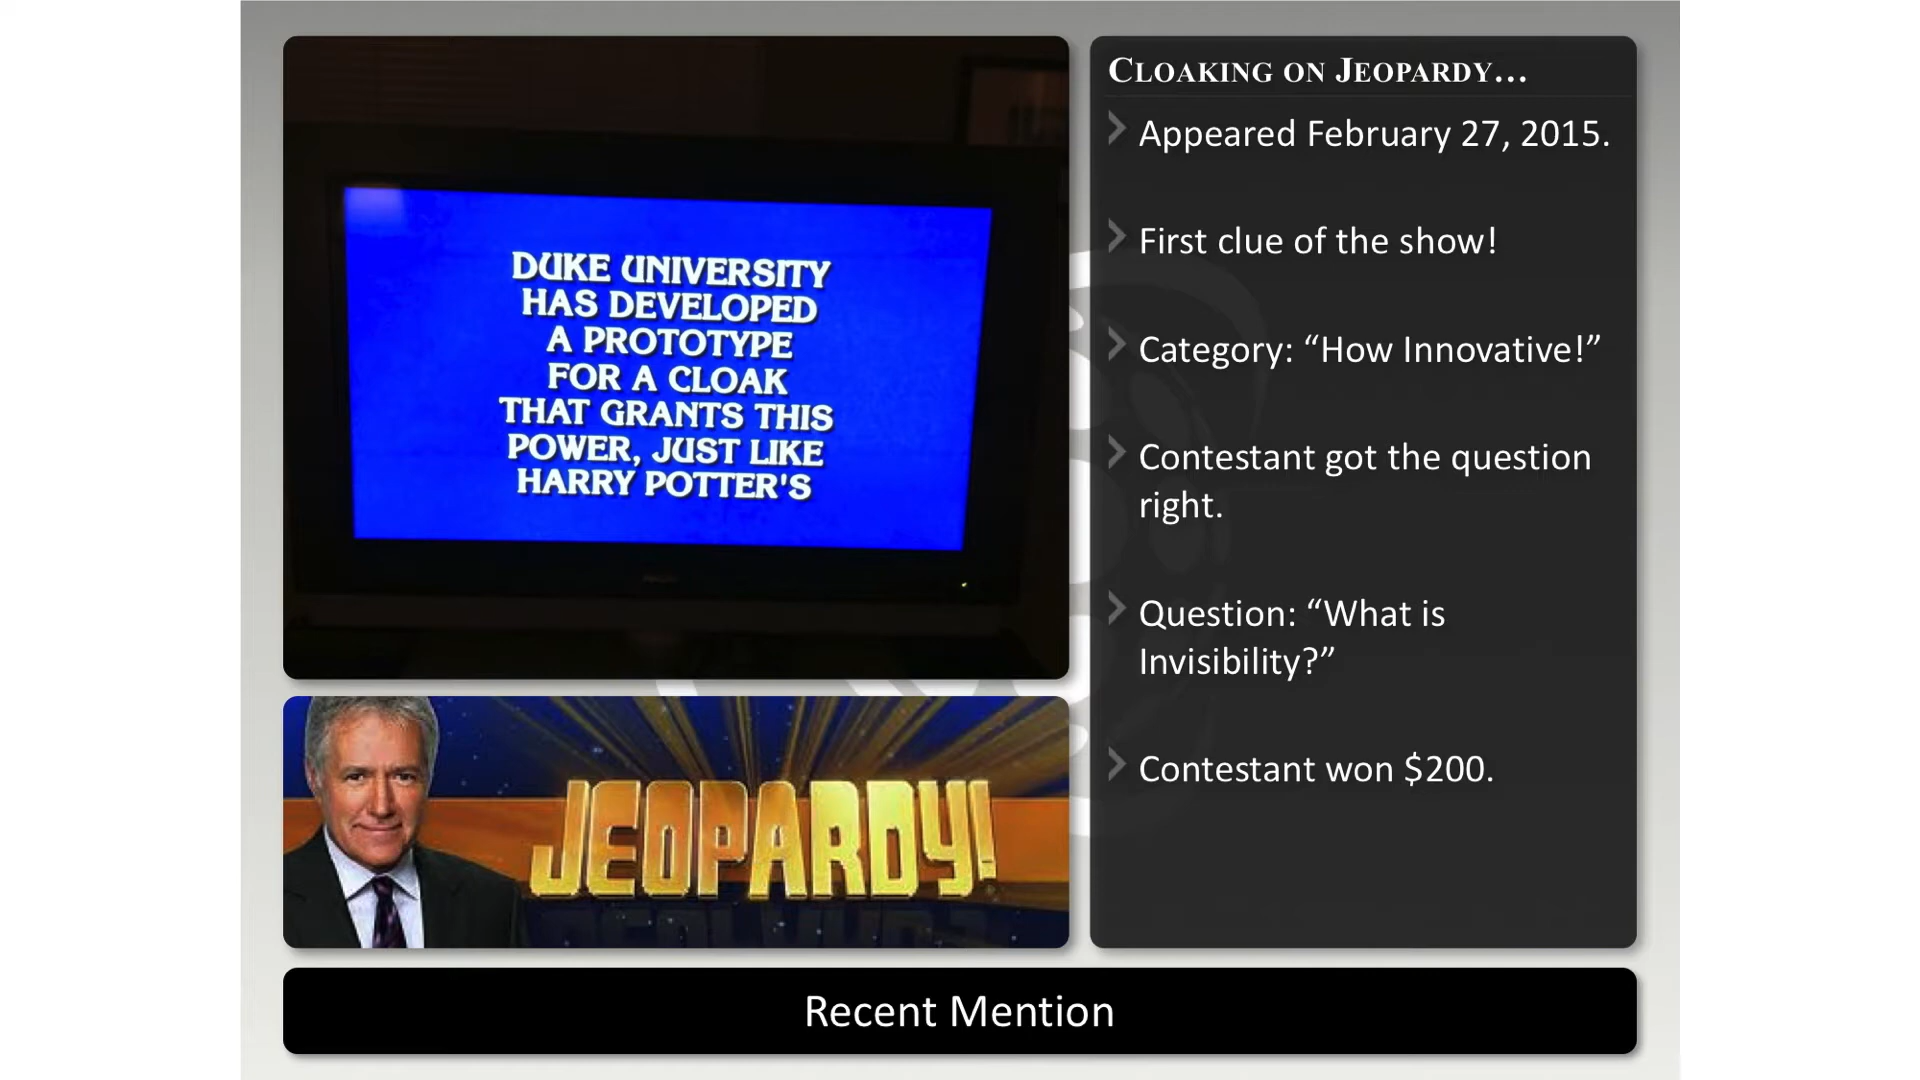 DUKE UNIVERSITY
HAS DEVELOPED
A PROTOTYPE
FOR A CLOAK
THAT GRANTS THIS
POWER, JUST LIKE
HARRY POTTER'S
JEOPARDY!
CLOAKING ON JEOPARDY…
Appeared February 27, 2015.
First clue of the show!
Category: “How Innovative!”
Contestant got the question
right.
Question: “What is
Invisibility?”
Contestant won $200.
Recent Mention